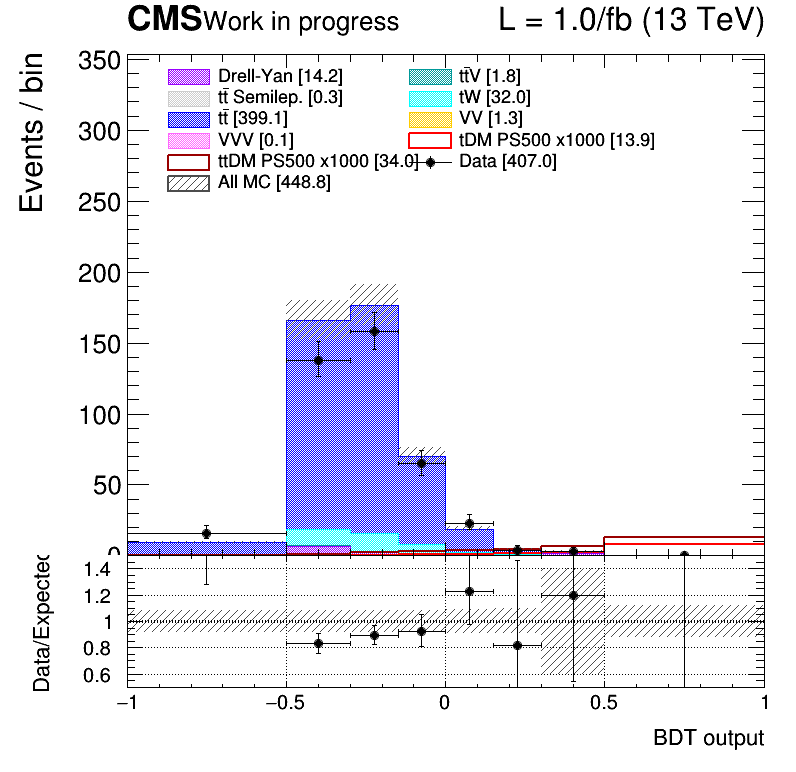 CMS Work in progress L = 1.0/fb (13 TeV)
Events / bin
350
300
250
200
150
100
50
0
Drell-Yan [14.2]
tt̄V [1.8]
tt̄ Semilep. [0.3]
tW [32.0]
tt̄ [399.1]
VV [1.3]
VVV [0.1]
tDM PS500 x1000 [13.9]
ttDM PS500 x1000 [34.0]
Data [407.0]
All MC [448.8]
Data/Expected
1.4
1.2
1
0.8
0.6
−1 −0.5 0 0.5 1
BDT output